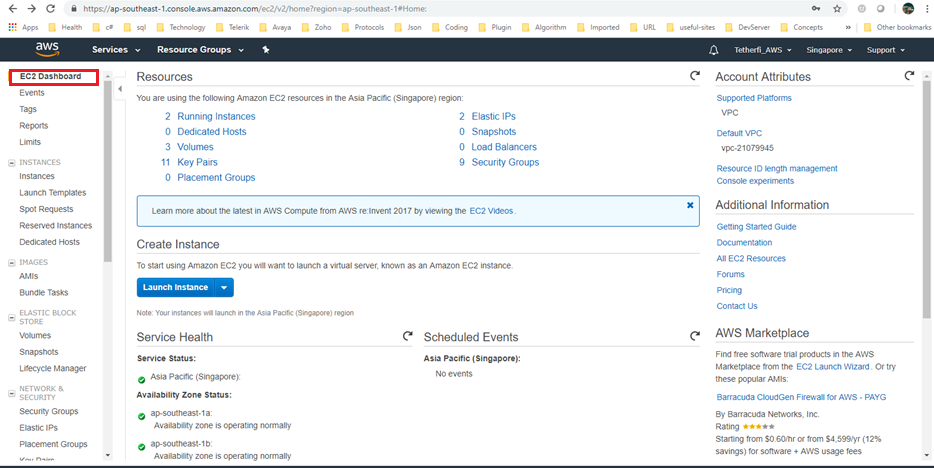 https://ap-southeast-1.console.aws.amazon.com/ec2/v2/home?region=ap-southeast-1#Home:
Apps Bookmarks Health c# sql Technology Telerik Avaya Zoho Protocols Json Coding Plugin Algorithm Imported URL useful-sites DevServer Concepts » Other bookmarks
aws Services Resource Groups Tetherfi_AWS Singapore Support
EC2 Dashboard
Events
Tags
Reports
Limits
INSTANCES
Instances
Launch Templates
Spot Requests
Reserved Instances
Dedicated Hosts
IMAGES
AMIs
Bundle Tasks
ELASTIC BLOCK
STORE
Volumes
Snapshots
Lifecycle Manager
NETWORK &
SECURITY
Security Groups
Elastic IPs
Placement Groups
Key Pairs
Resources
You are using the following Amazon EC2 resources in the Asia Pacific (Singapore) region:
2 Running Instances
0 Dedicated Hosts
3 Volumes
11 Key Pairs
0 Placement Groups
2 Elastic IPs
0 Snapshots
0 Load Balancers
9 Security Groups
Learn more about the latest in AWS Compute from AWS re:Invent 2017 by viewing the EC2 Videos.
Create Instance
To start using Amazon EC2 you will want to launch a virtual server, known as an Amazon EC2 instance.
Launch Instance
Note: Your instances will launch in the Asia Pacific (Singapore) region
Service Health
Service Status:
Asia Pacific (Singapore):
Availability Zone Status:
ap-southeast-1a:
Availability zone is operating normally
ap-southeast-1b:
Availability zone is operating normally
Scheduled Events
Asia Pacific (Singapore):
No events
Account Attributes
Supported Platforms
VPC
Default VPC
vpc-21079945
Resource ID length management
Console experiments
Additional Information
Getting Started Guide
Documentation
All EC2 Resources
Forums
Pricing
Contact Us
AWS Marketplace
Find free software trial products in the AWS
Marketplace from the EC2 Launch Wizard. Or try
these popular AMIs:
Barracuda CloudGen Firewall for AWS - PAYG
By Barracuda Networks, Inc.
Rating
Starting from $0.60/hr or from $4,599/yr (12%
savings) for software + AWS usage fees